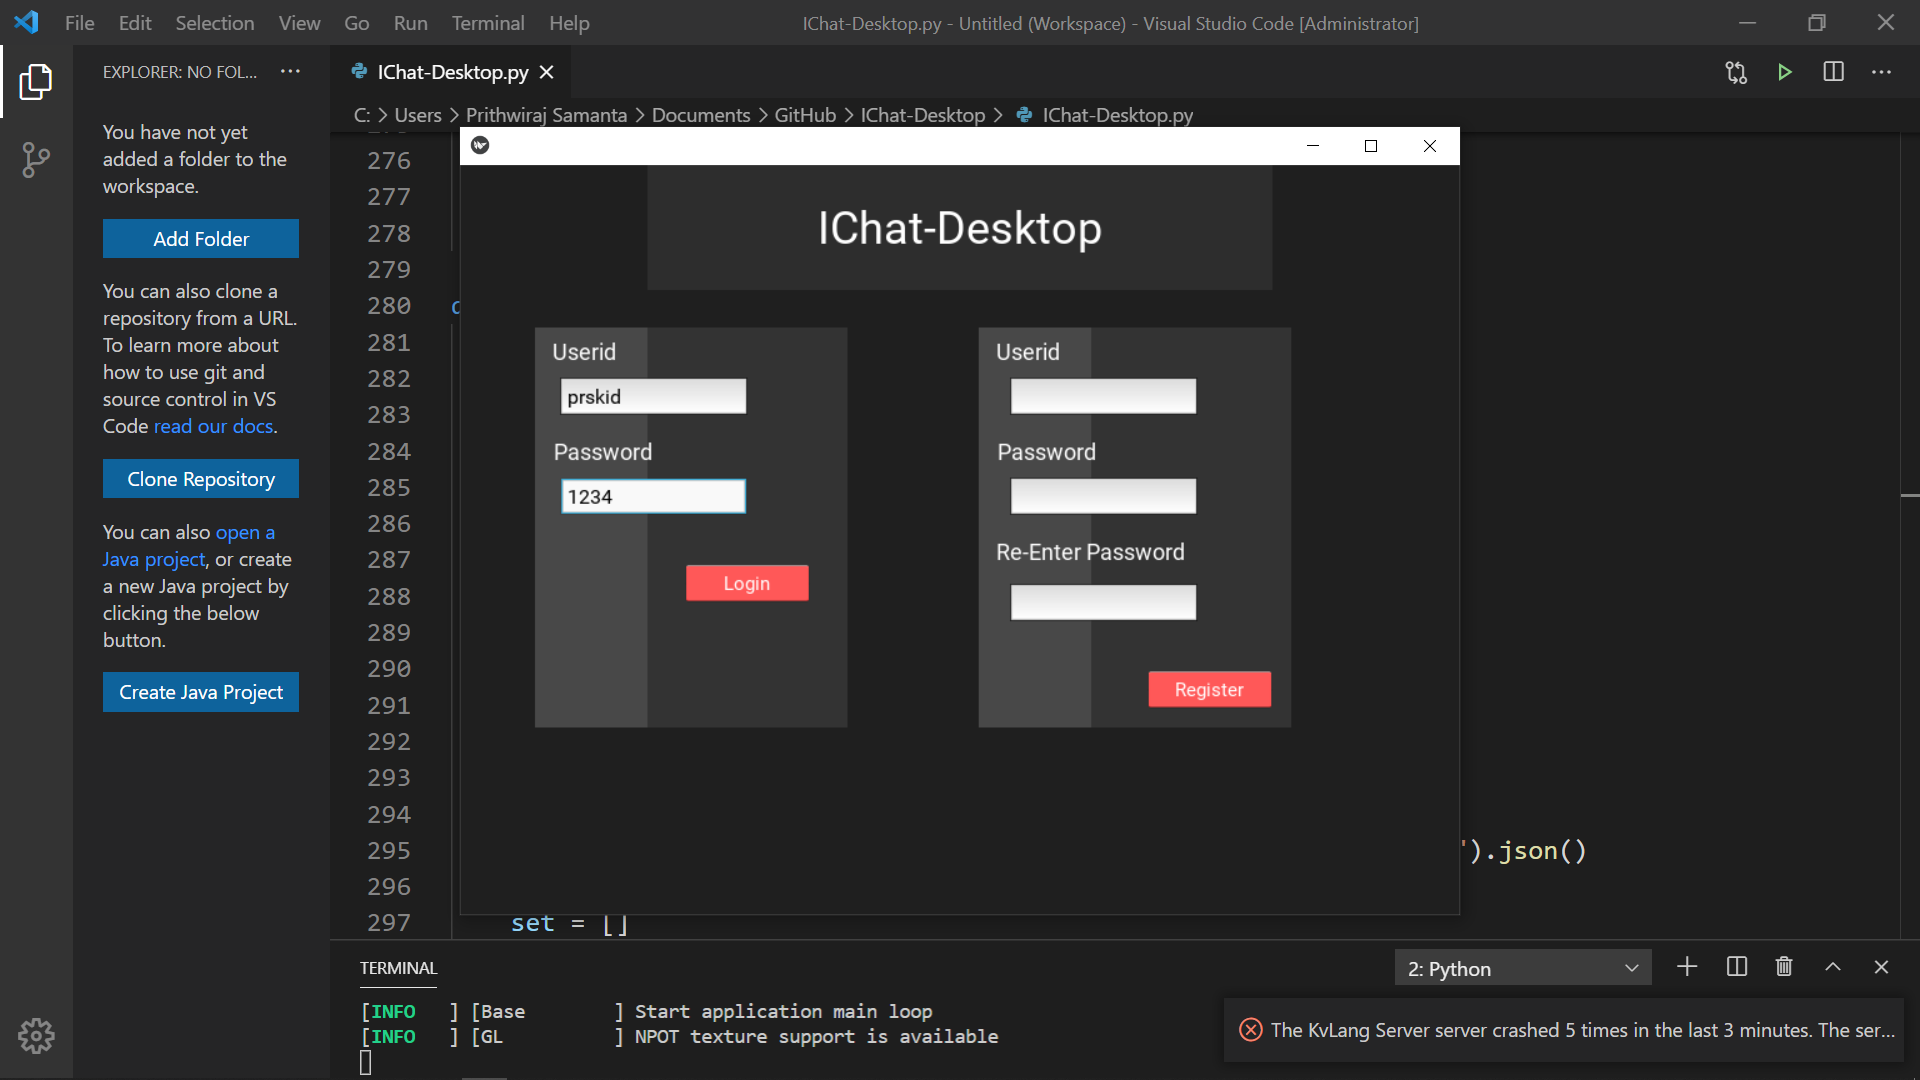 File Edit Selection View Go Run Terminal Help IChat-Desktop.py - Untitled (Workspace) - Visual Studio Code [Administrator]
EXPLORER: NO FOL... ···
IChat-Desktop.py
C: > Users > Prithwiraj Samanta > Documents > GitHub > IChat-Desktop > IChat-Desktop.py
You have not yet
added a folder to the
workspace.
Add Folder
You can also clone a
repository from a URL.
To learn more about
how to use git and
source control in VS
Code read our docs.
Clone Repository
You can also open a
Java project, or create
a new Java project by
clicking the below
button.
Create Java Project
276
277
278
279
280
281
282
283
284
285
286
287
288
289
290
291
292
293
294
295 ').json()
296
297 set = []
IChat-Desktop
Userid
prskid
Password
1234
Login
Userid
Password
Re-Enter Password
Register
TERMINAL
2: Python
[INFO ] [Base ] Start application main loop
[INFO ] [GL ] NPOT texture support is available
The KvLang Server server crashed 5 times in the last 3 minutes. The ser...